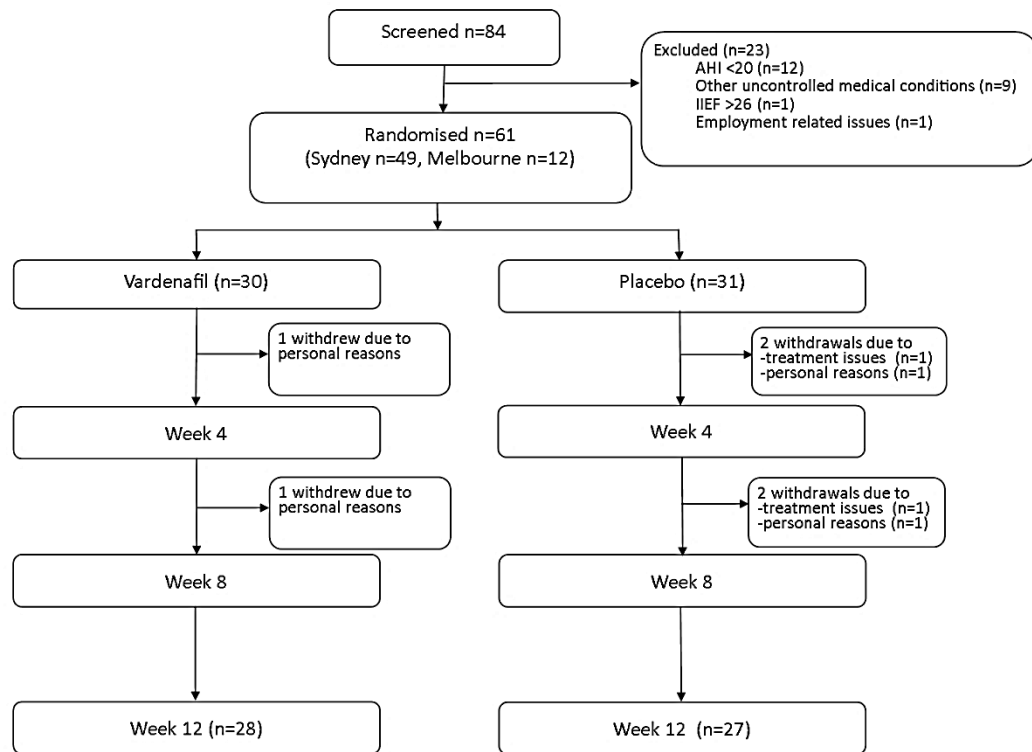 Screened n=84
Excluded (n=23)
AHI <20 (n=12)
Other uncontrolled medical conditions (n=9)
IIEF >26 (n=1)
Employment related issues (n=1)
Randomised n=61
(Sydney n=49, Melbourne n=12)
Vardenafil (n=30)
Placebo (n=31)
1 withdrew due to
personal reasons
2 withdrawals due to
-treatment issues (n=1)
-personal reasons (n=1)
Week 4
Week 4
1 withdrew due to
personal reasons
2 withdrawals due to
-treatment issues (n=1)
-personal reasons (n=1)
Week 8
Week 8
Week 12 (n=28)
Week 12 (n=27)